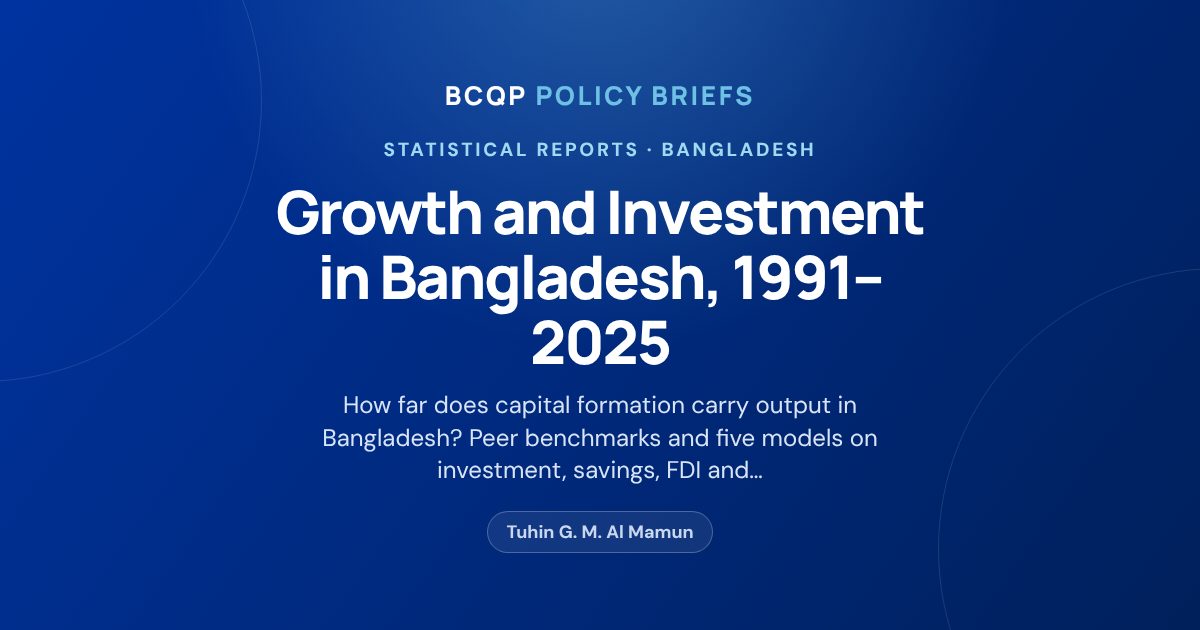 BCQP POLICY BRIEFS
STATISTICAL REPORTS · BANGLADESH
Growth and Investment
in Bangladesh, 1991–
2025
How far does capital formation carry output in
Bangladesh? Peer benchmarks and five models on
investment, savings, FDI and...
Tuhin G. M. Al Mamun